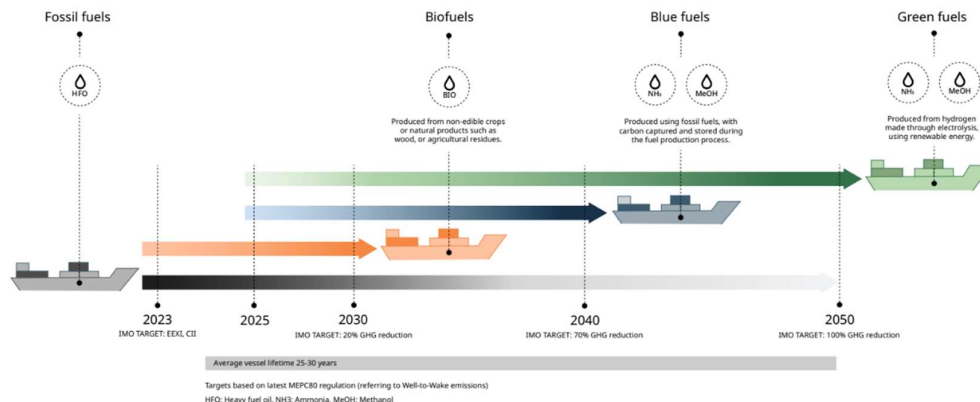 Fossil fuels
Biofuels
Blue fuels
Green fuels
HFO
BIO
NH₃
MeOH
NH₃
MeOH
Produced from non-edible crops
or natural products such as
wood, or agricultural residues.
Produced using fossil fuels, with
carbon captured and stored during
the fuel production process.
Produced from hydrogen
made through electrolysis,
using renewable energy.
2023
2025
2030
2040
2050
IMO TARGET: EEXI, CII
IMO TARGET: 20% GHG reduction
IMO TARGET: 70% GHG reduction
IMO TARGET: 100% GHG reduction
Average vessel lifetime 25-30 years
Targets based on latest MEPC80 regulation (referring to Well-to-Wake emissions)
HFO: Heavy fuel oil, NH3: Ammonia, MeOH: Methanol